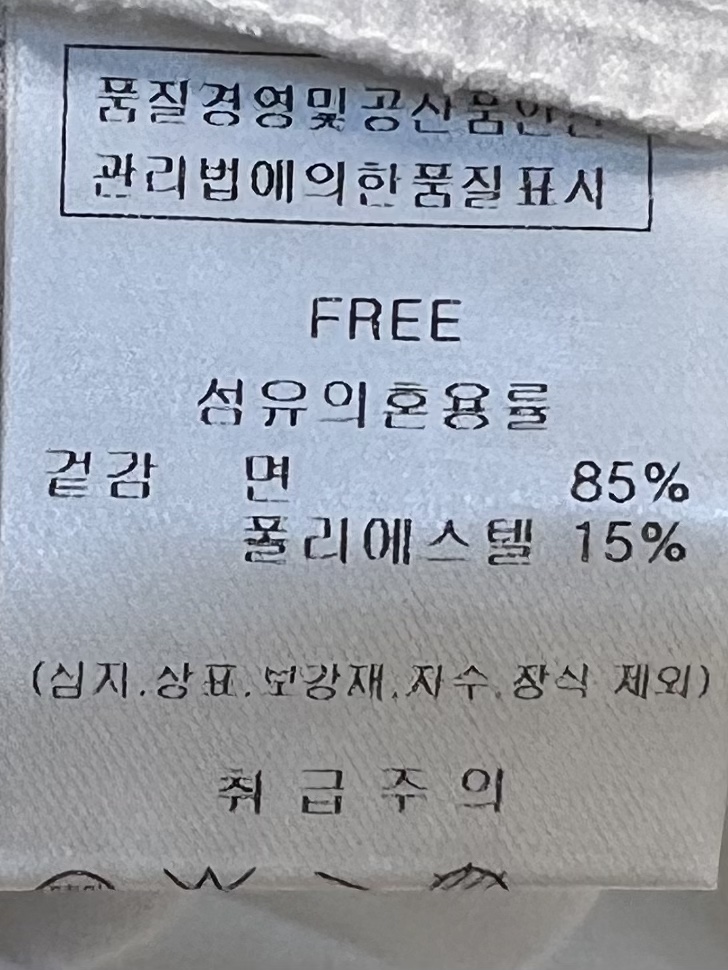 품질경영및공산품안전
관리법에의한품질표시
FREE
섬유의혼용률
겉감 면 85%
폴리에스텔 15%
(심지.상표.보강재.자수.장식 제외)
취급주의